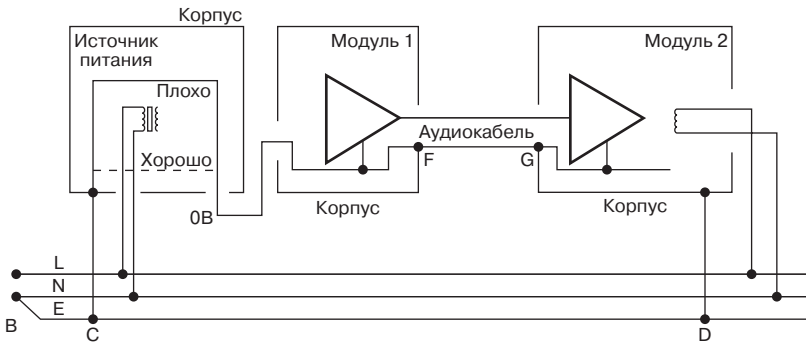 Корпус
Источник
питания
Плохо
Хорошо
0В
Модуль 1
Модуль 2
Аудиокабель
F
G
Корпус
Корпус
L
N
E
B
C
D